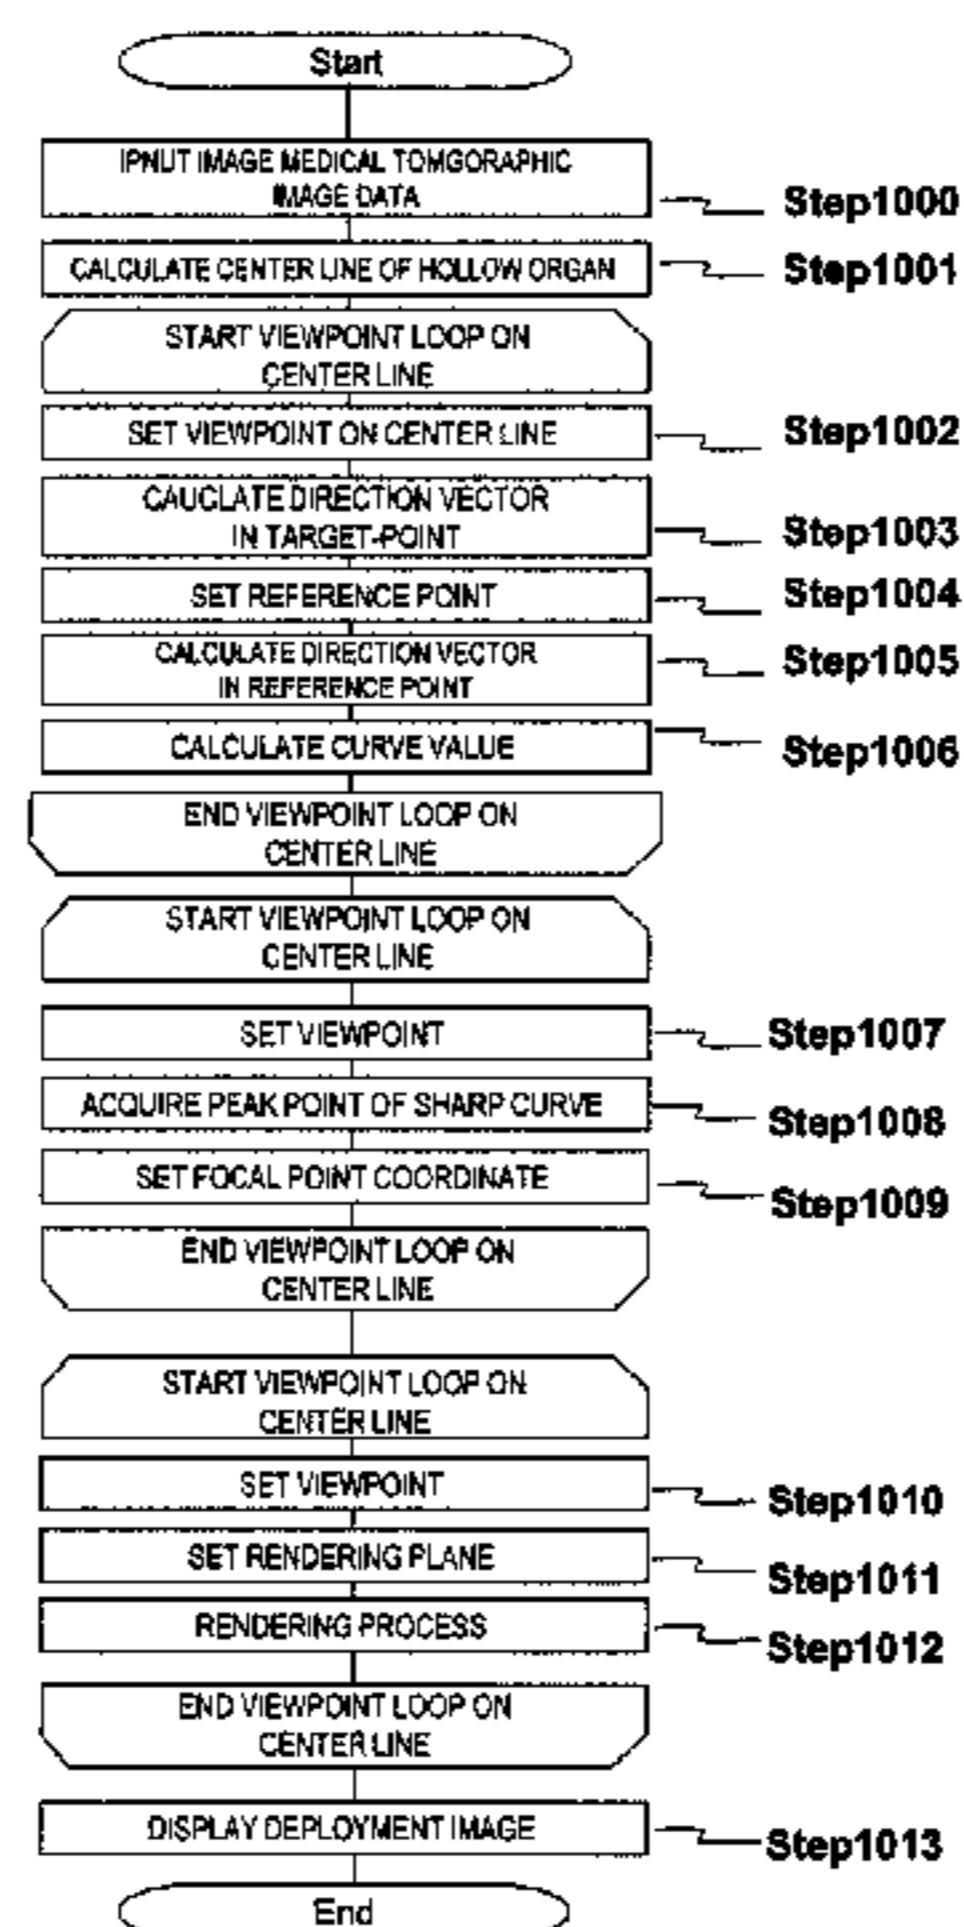 Start
IPNUT IMAGE MEDICAL TOMGORAPHIC
IMAGE DATA
Step1000
CALCULATE CENTER LINE OF HOLLOW ORGAN
Step1001
START VIEWPOINT LOOP ON
CENTER LINE
SET VIEWPOINT ON CENTER LINE
Step1002
CAUCLATE DIRECTION VECTOR
IN TARGET-POINT
Step1003
SET REFERENCE POINT
Step1004
CALCULATE DIRECTION VECTOR
IN REFERENCE POINT
Step1005
CALCULATE CURVE VALUE
Step1006
END VIEWPOINT LOOP ON
CENTER LINE
START VIEWPOINT LOOP ON
CENTER LINE
SET VIEWPOINT
Step1007
ACQUIRE PEAK POINT OF SHARP CURVE
Step1008
SET FOCAL POINT COORDINATE
Step1009
END VIEWPOINT LOOP ON
CENTER LINE
START VIEWPOINT LOOP ON
CENTER LINE
SET VIEWPOINT
Step1010
SET RENDERING PLANE
Step1011
RENDERING PROCESS
Step1012
END VIEWPOINT LOOP ON
CENTER LINE
DISPLAY DEPLOYMENT IMAGE
Step1013
End